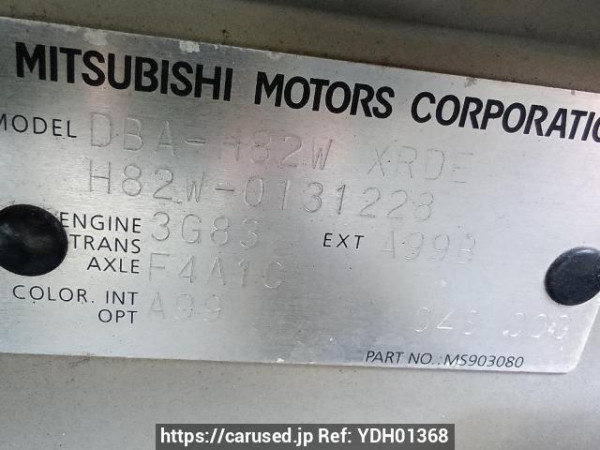 MITSUBISHI MOTORS CORPORATIO
MODEL DBA-H82W XRDE
H82W-0131228
ENGINE 3G83 EXT
TRANS
AXLE F4A1C
COLOR. INT A99
OPT
PART NO.: MS903080
https://carused.jp Ref: YDH01368